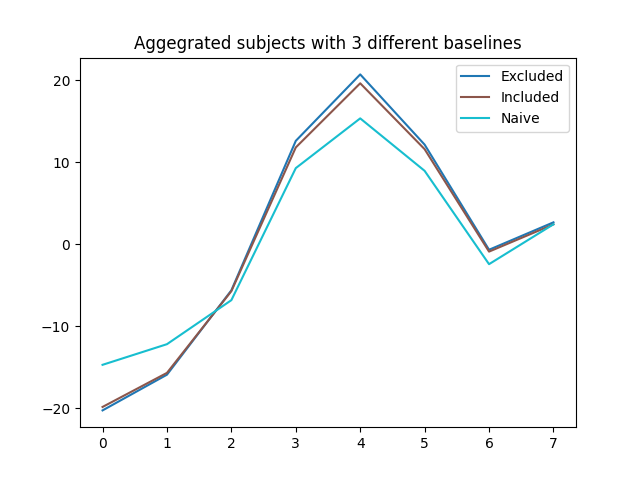 Aggegrated subjects with 3 different baselines
Excluded
Included
Naive
20
10
0
−10
−20
0 1 2 3 4 5 6 7